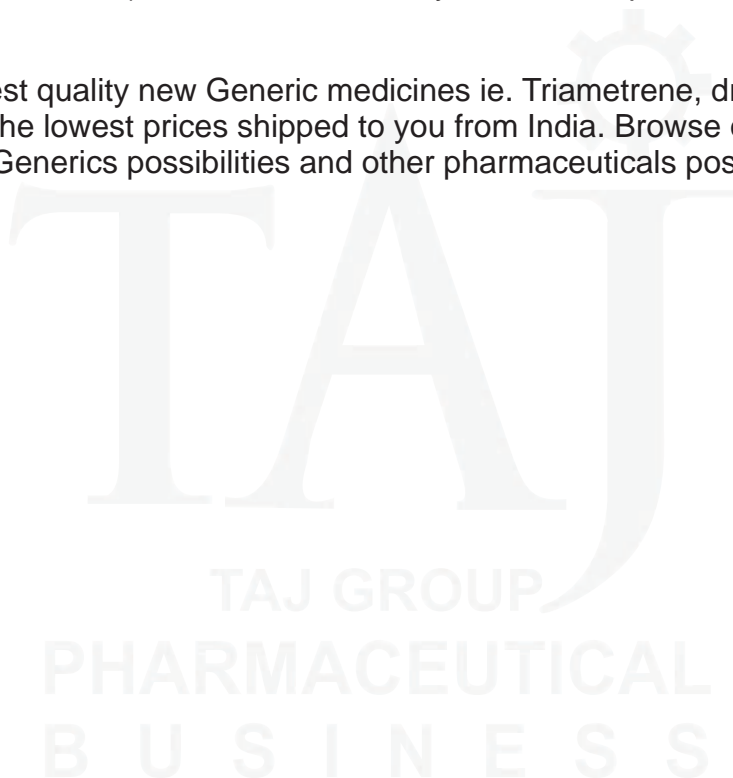 est quality new Generic medicines ie. Triametrene, dr
he lowest prices shipped to you from India. Browse
Generics possibilities and other pharmaceuticals pos
TAJ
TAJ GROUP
PHARMACEUTICAL
BUSINESS